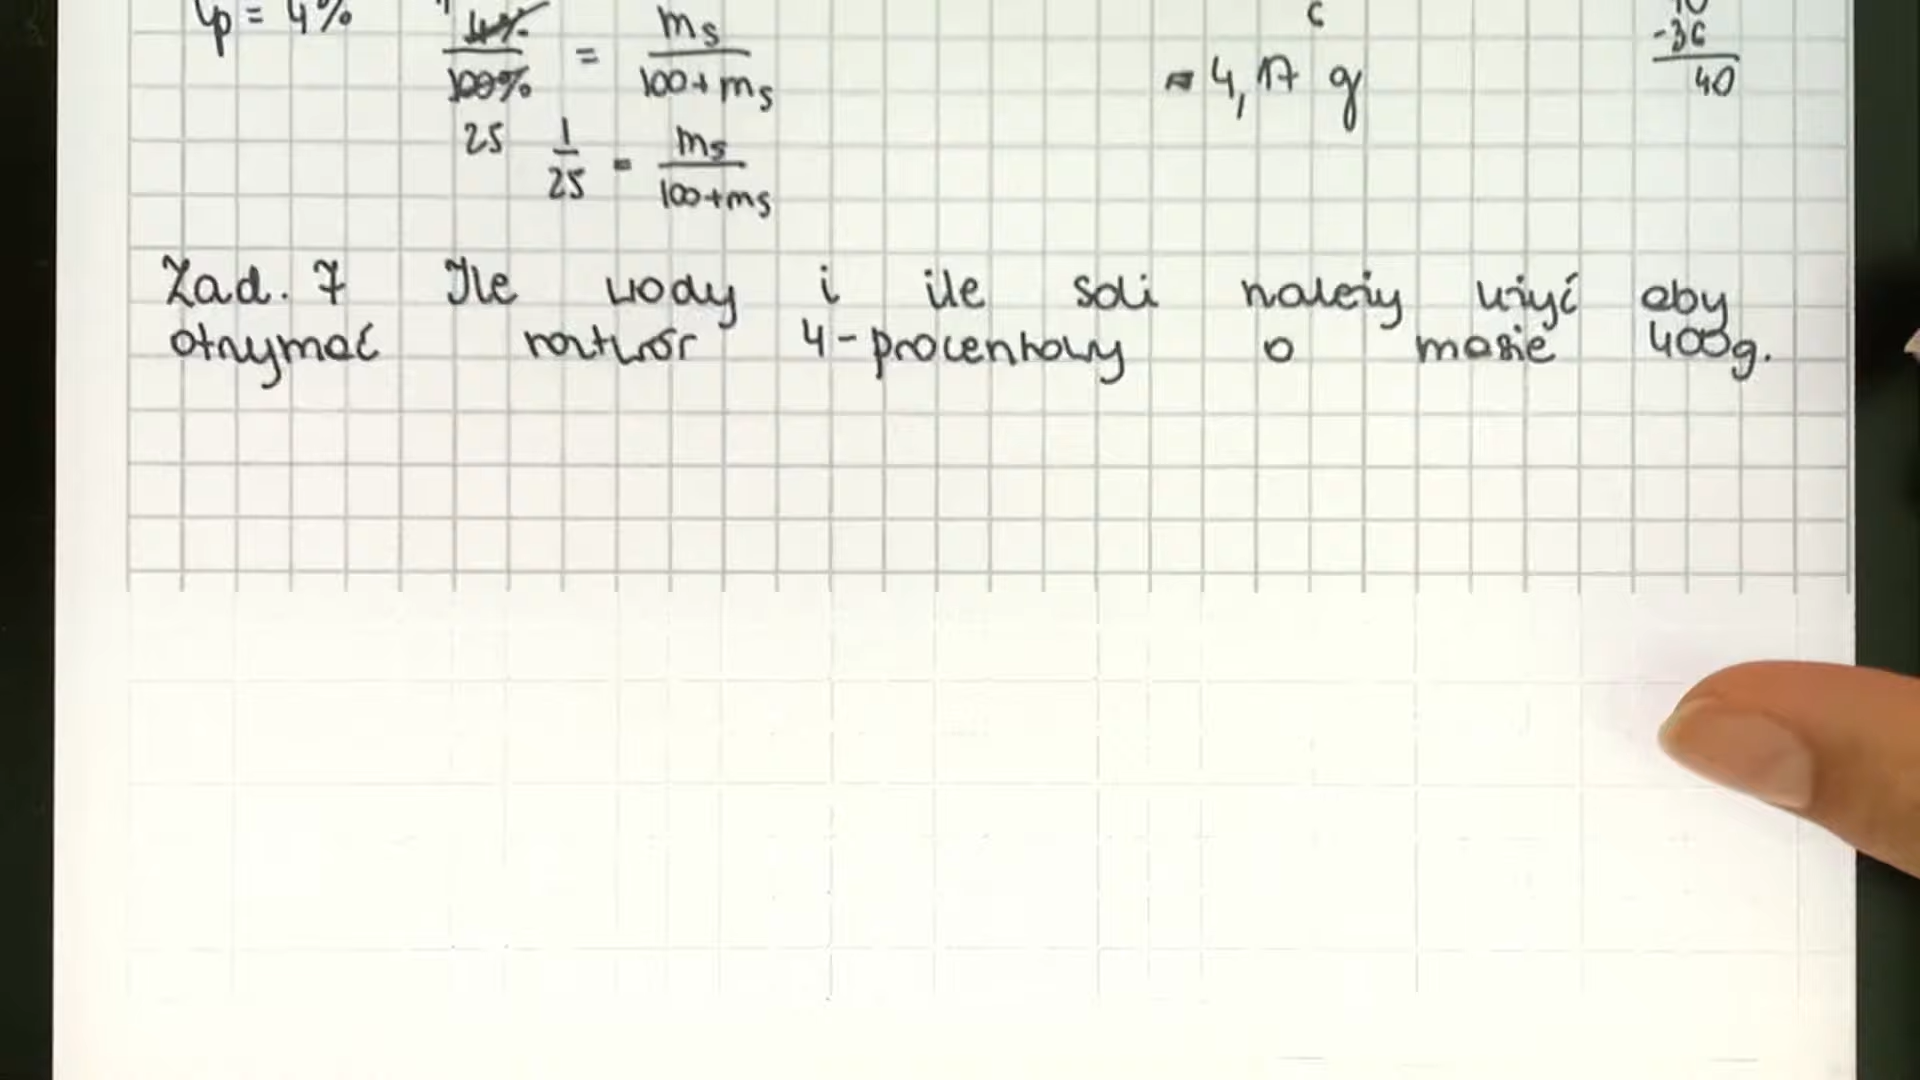 Cp = 4%
4% / 100% = ms / 100+ms
25
1 / 25 = ms / 100+ms
6
≈ 4,17 g
-36
40
Zad. 7 Ile wody i ile soli należy użyć aby
otrzymać roztwór 4-procentowy o masie 400g.